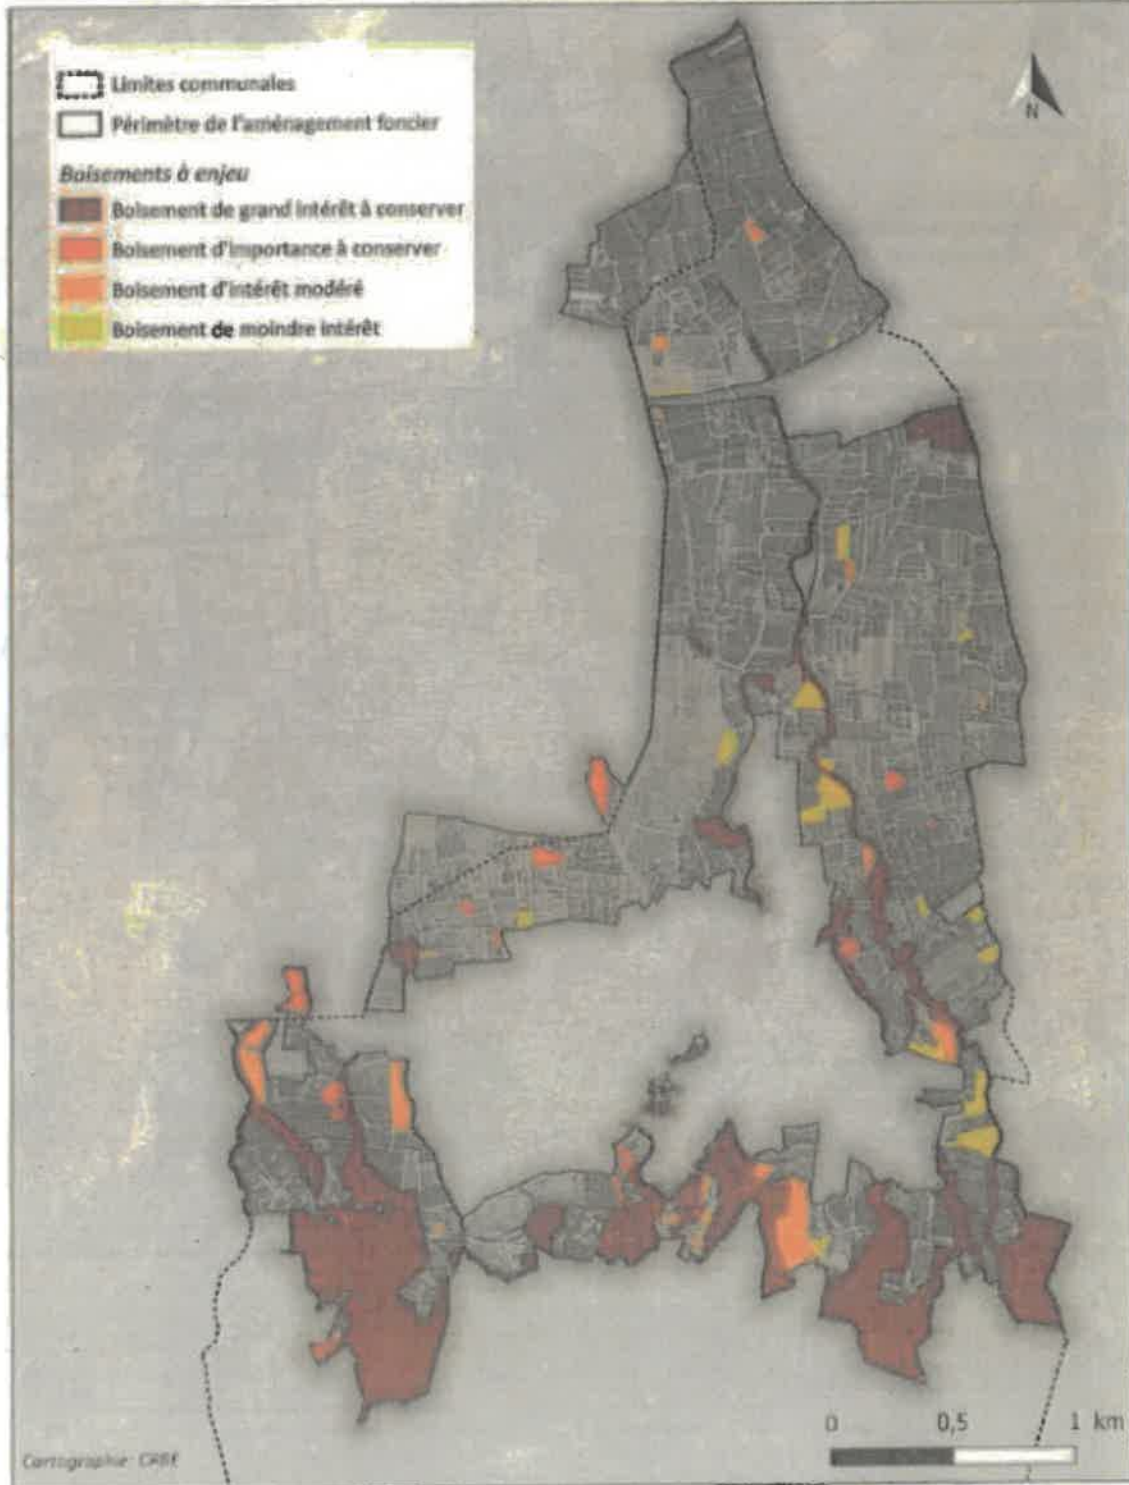 Limites communales
Périmètre de l'aménagement foncier
Boisements à enjeu
Boisement de grand intérêt à conserver
Boisement d'importance à conserver
Boisement d'intérêt modéré
Boisement de moindre intérêt
N
0 0,5 1 km
Cartographie: CRBE